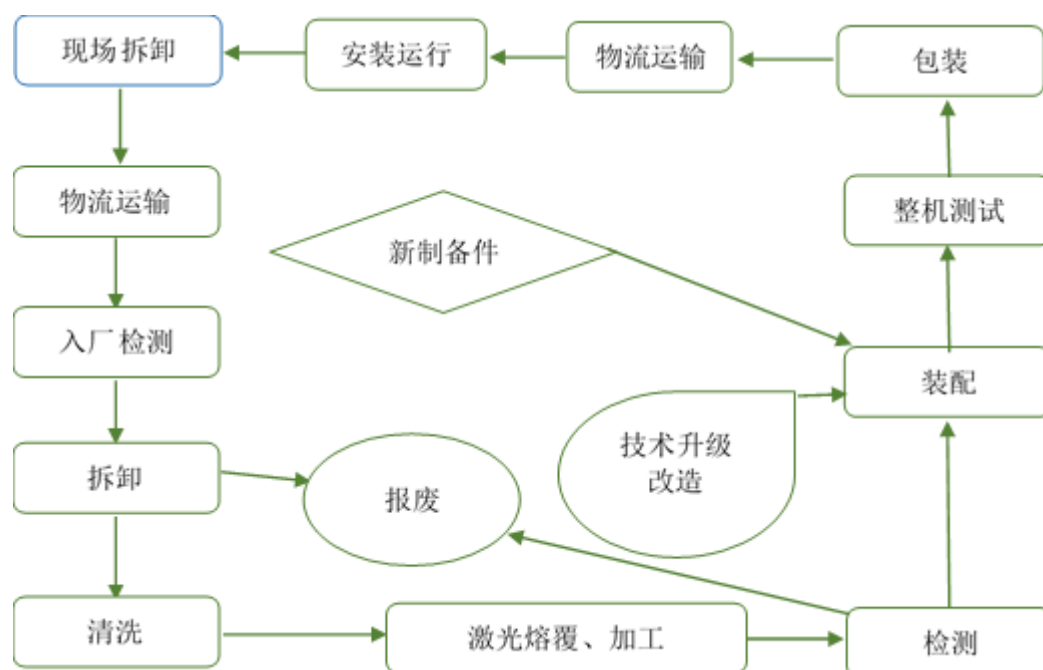 现场拆卸
安装运行
物流运输
包装
物流运输
新制备件
整机测试
入厂检测
装配
拆卸
报废
技术升级
改造
清洗
激光熔覆、加工
检测